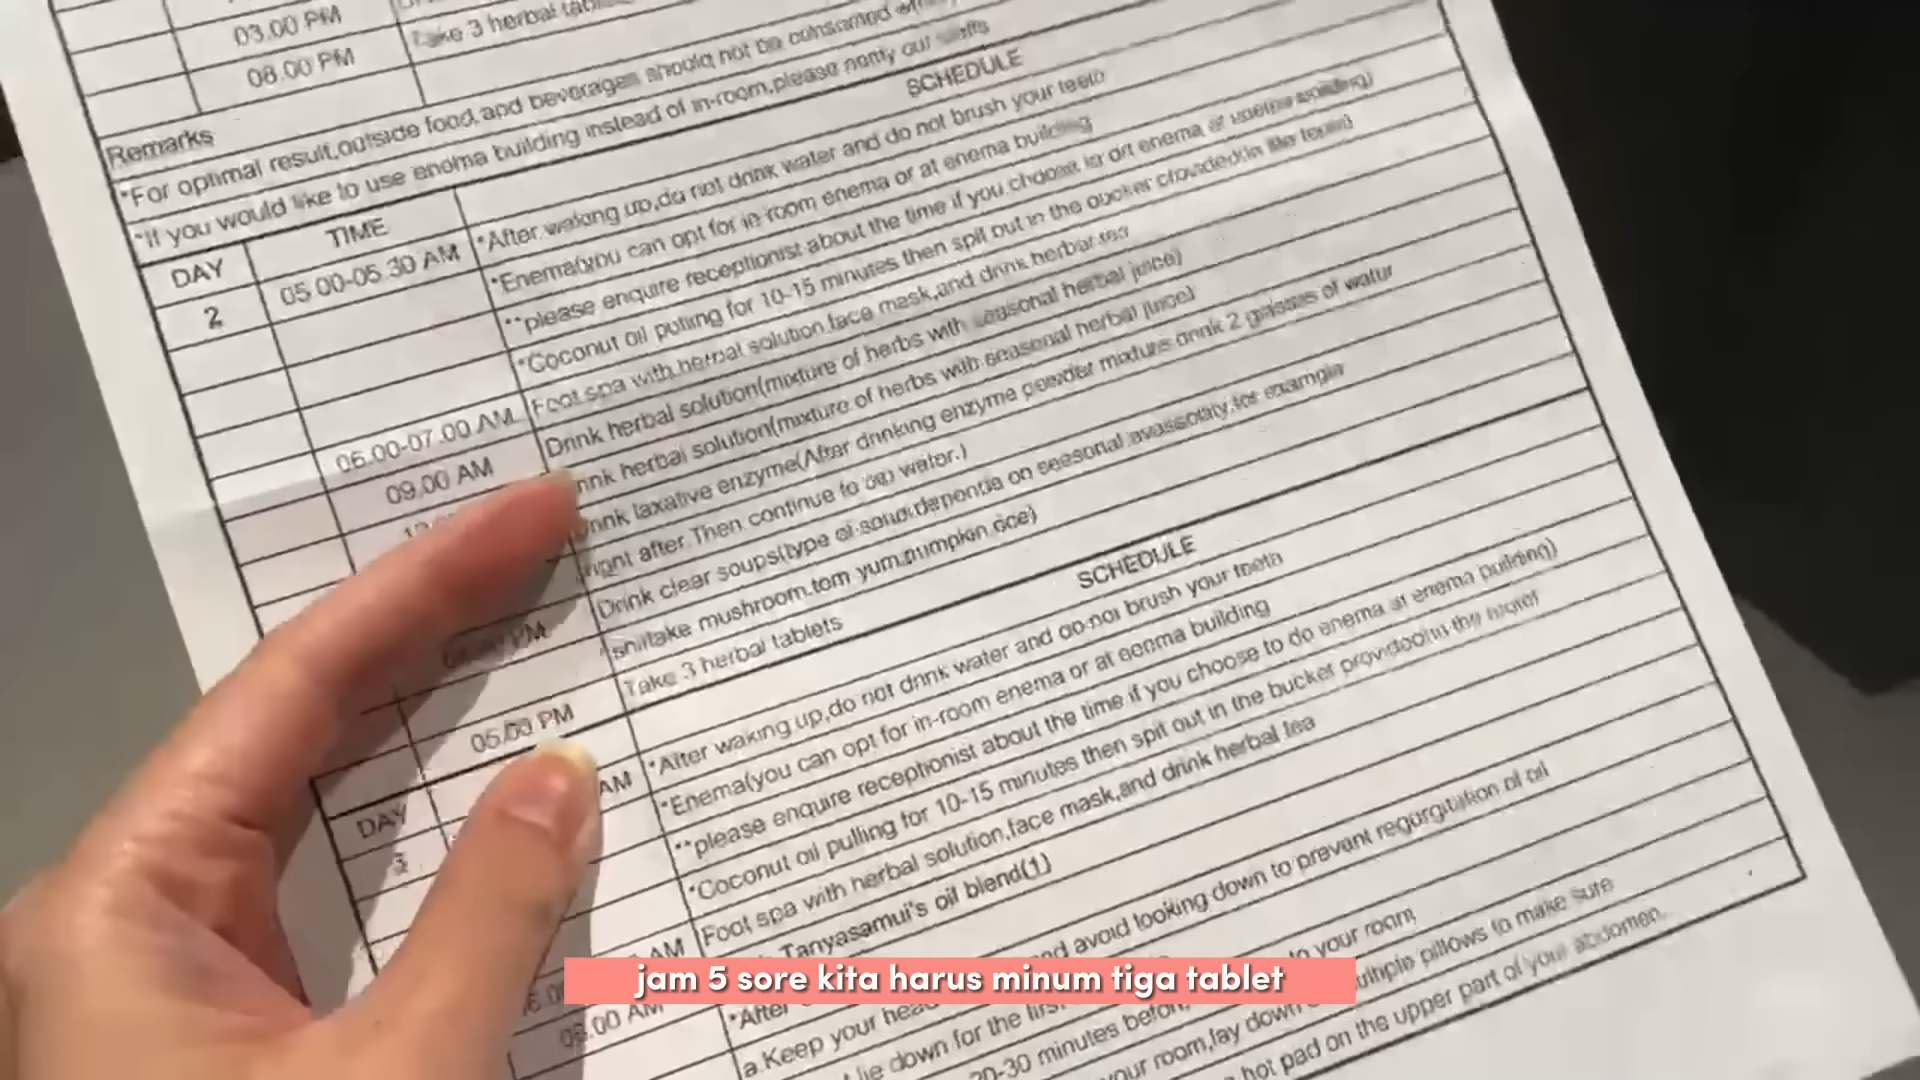 03.00 PM
08.00 PM Take 3 herbal
Remarks
*For optimal result,outside food,and beverages should not be consumed
*If you would like to use enema building instead of in-room,please notify our staffs
DAY TIME SCHEDULE
2 05.00-05.30 AM *After waking up,do not drink water and do not brush your teeth
*Enema(you can opt for in-room enema or at enema building
**please enquire receptionist about the time if you choose to do enema at enema building)
*Coconut oil pulling for 10-15 minutes then spit out in the bucker provided in the
06.00-07.00 AM Foot spa with herbal solution,face mask,and drink herbal tea
09.00 AM Drink herbal solution(mixture of herbs with seasonal herbal juice)
herbal solution(mixture of herbs with seasonal herbal juice)
laxative enzyme(After drinking enzyme powder mixture drink 2 glasses of water
right after.Then continue to water.)
PM Drink clear soups(type of on seasonal for example
shiitake mushroom,tom yum,pumpkin
05.00 PM Take 3 herbal tablets
DAY SCHEDULE
3 AM *After waking up,do not drink water and do not brush your teeth
*Enema(you can opt for in-room enema or at enema building
**please enquire receptionist about the time if you choose to do enema at enema building)
*Coconut oil pulling for 10-15 minutes then spit out in the bucket provided in the
AM Foot spa with herbal solution,face mask,and drink herbal tea
08.00 AM Tanyasamui's oil blend(1)
*After
a.Keep your head and avoid looking down to prevent regurgitation of oil
lie down for the first to your room
20-30 minutes before
your room,lay down multiple pillows to make sure
hot pad on the upper part of your abdomen.
jam 5 sore kita harus minum tiga tablet